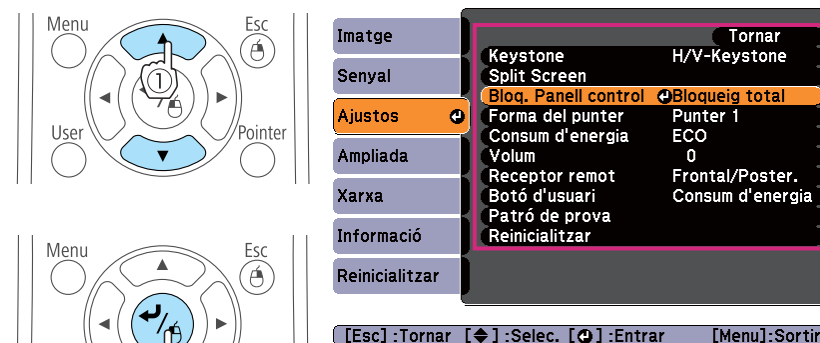 Menu
Esc
1
User
Pointer
Menu
Esc
Imatge
Senyal
Ajustos
Ampliada
Xarxa
Informació
Reinicialitzar
Tornar
Keystone H/V-Keystone
Split Screen
Bloq. Panell control Bloqueig total
Forma del punter Punter 1
Consum d'energia ECO
Volum 0
Receptor remot Frontal/Poster.
Botó d'usuari Consum d'energia
Patró de prova
Reinicialitzar
[Esc] :Tornar [◆] :Selec. [⏎] :Entrar [Menu]:Sortir